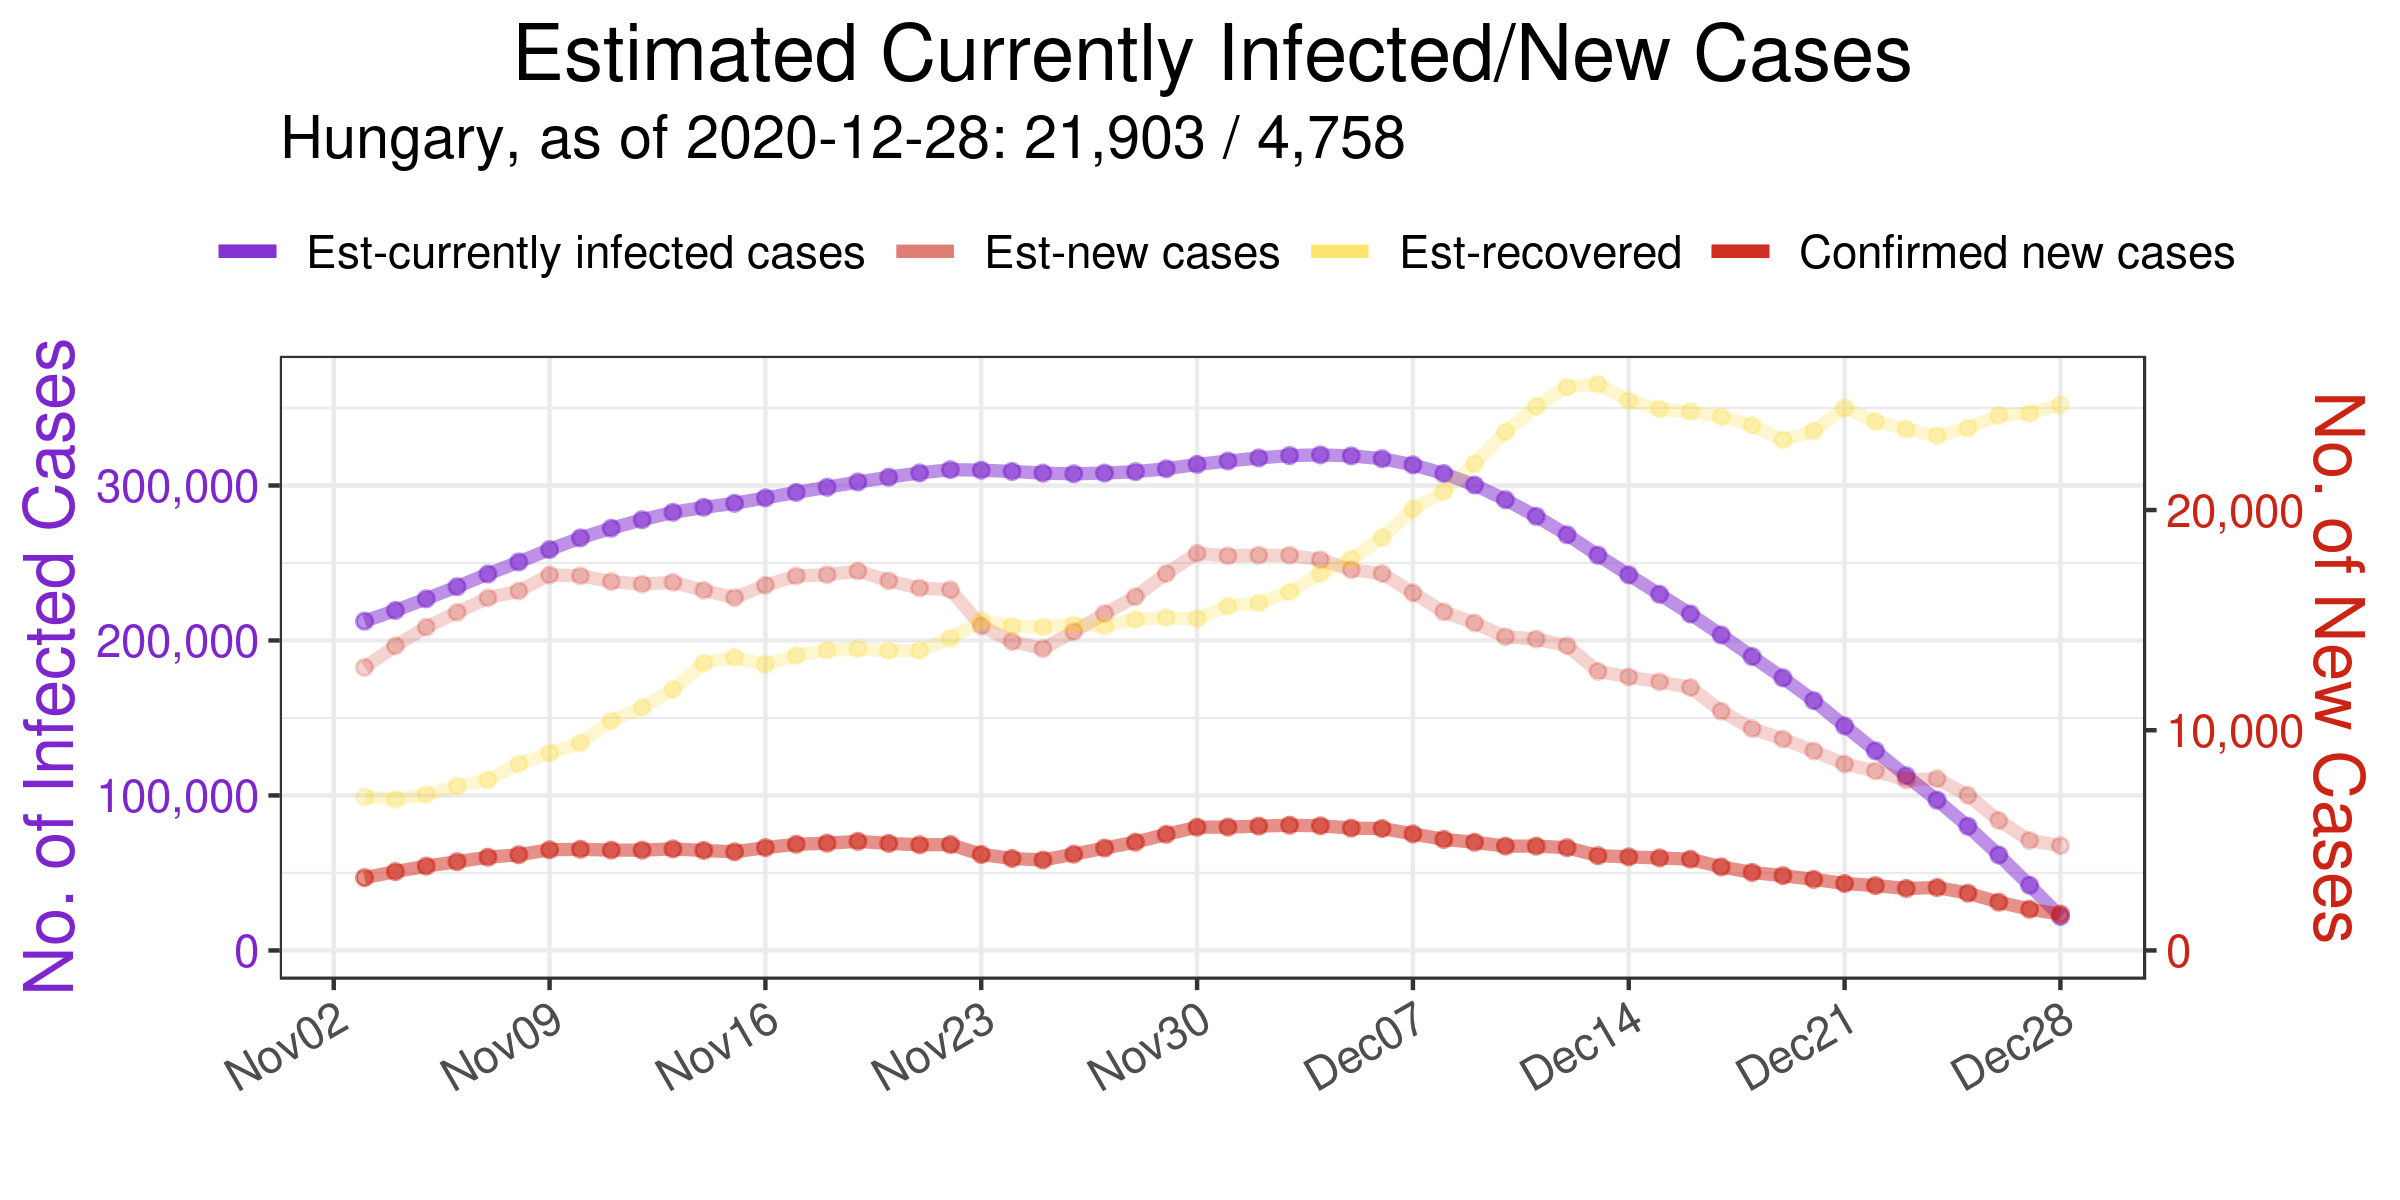 Estimated Currently Infected/New Cases
Hungary, as of 2020-12-28: 21,903 / 4,758
Est-currently infected cases Est-new cases Est-recovered Confirmed new cases
No. of Infected Cases
300,000
200,000
100,000
0
No. of New Cases
20,000
10,000
0
Nov02 Nov09 Nov16 Nov23 Nov30 Dec07 Dec14 Dec21 Dec28